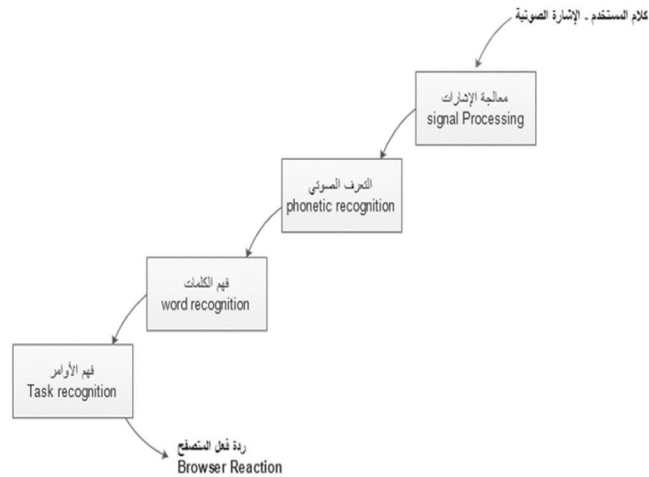 كلام المستخدم - الإشارة الصوتية
معالجة الإشارات
signal Processing
التعرف الصوتي
phonetic recognition
فهم الكلمات
word recognition
فهم الأوامر
Task recognition
ردة فعل المتصفح
Browser Reaction